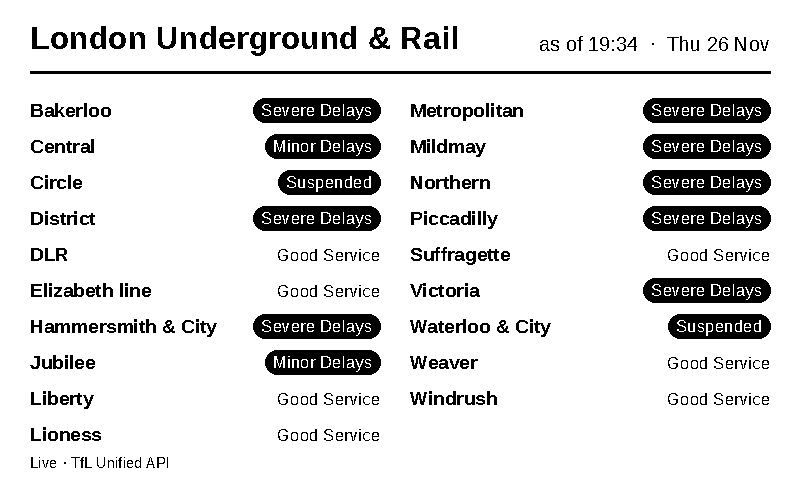 London Underground & Rail
as of 19:34 · Thu 26 Nov
Bakerloo Severe Delays
Central Minor Delays
Circle Suspended
District Severe Delays
DLR Good Service
Elizabeth line Good Service
Hammersmith & City Severe Delays
Jubilee Minor Delays
Liberty Good Service
Lioness Good Service
Metropolitan Severe Delays
Mildmay Severe Delays
Northern Severe Delays
Piccadilly Severe Delays
Suffragette Good Service
Victoria Severe Delays
Waterloo & City Suspended
Weaver Good Service
Windrush Good Service
Live · TfL Unified API